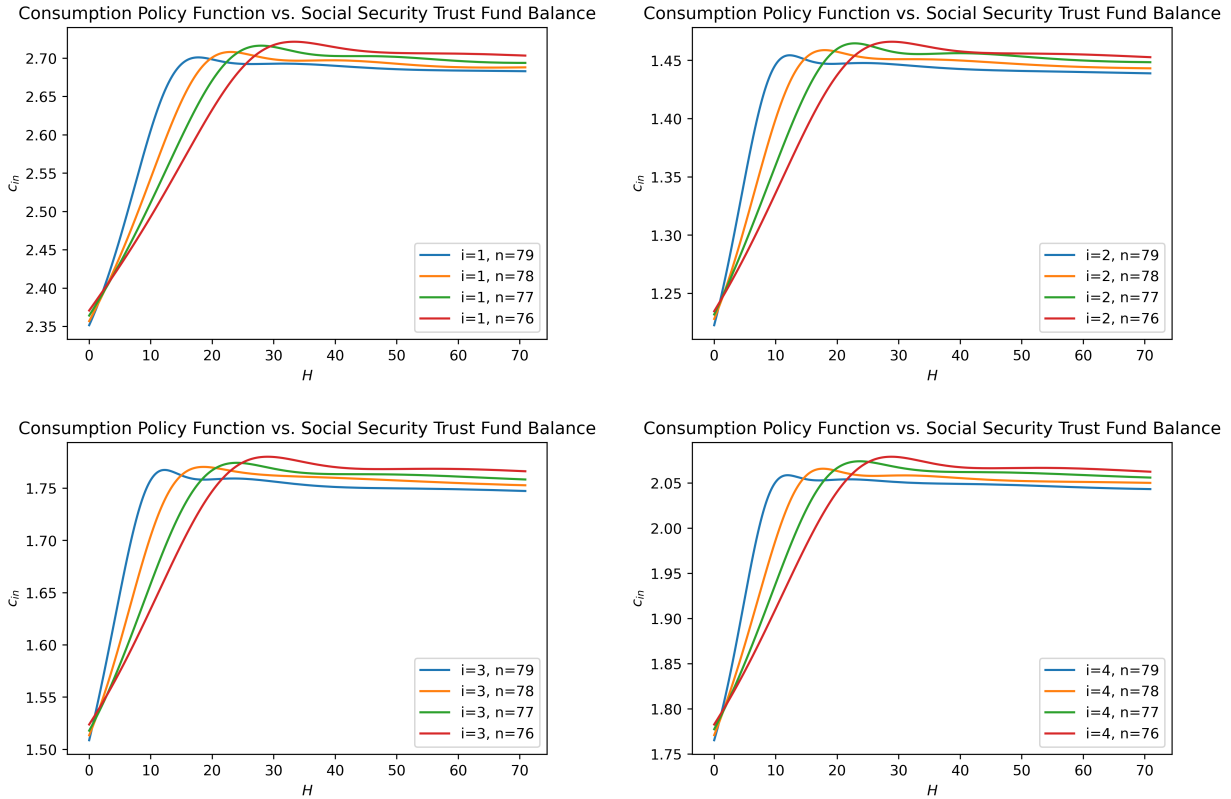 Consumption Policy Function vs. Social Security Trust Fund Balance
2.70
2.65
2.60
2.55
2.50
2.45
2.40
2.35
c_in
0 10 20 30 40 50 60 70
H
i=1, n=79
i=1, n=78
i=1, n=77
i=1, n=76
Consumption Policy Function vs. Social Security Trust Fund Balance
1.45
1.40
1.35
1.30
1.25
c_in
0 10 20 30 40 50 60 70
H
i=2, n=79
i=2, n=78
i=2, n=77
i=2, n=76
Consumption Policy Function vs. Social Security Trust Fund Balance
1.75
1.70
1.65
1.60
1.55
1.50
c_in
0 10 20 30 40 50 60 70
H
i=3, n=79
i=3, n=78
i=3, n=77
i=3, n=76
Consumption Policy Function vs. Social Security Trust Fund Balance
2.05
2.00
1.95
1.90
1.85
1.80
1.75
c_in
0 10 20 30 40 50 60 70
H
i=4, n=79
i=4, n=78
i=4, n=77
i=4, n=76